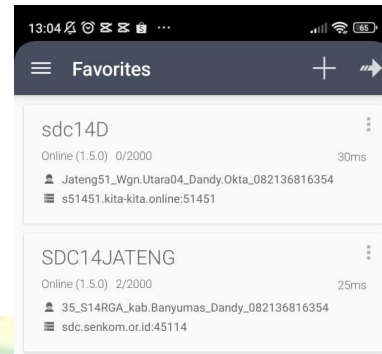 13:04
65
Favorites
sdc14D
Online (1.5.0) 0/2000
30ms
Jateng51_Wgn.Utara04_Dandy.Okta_082136816354
s51451.kita-kita.online:51451
SDC14JATENG
Online (1.5.0) 2/2000
25ms
35_S14RGA_kab.Banyumas_Dandy_082136816354
sdc.senkom.or.id:45114